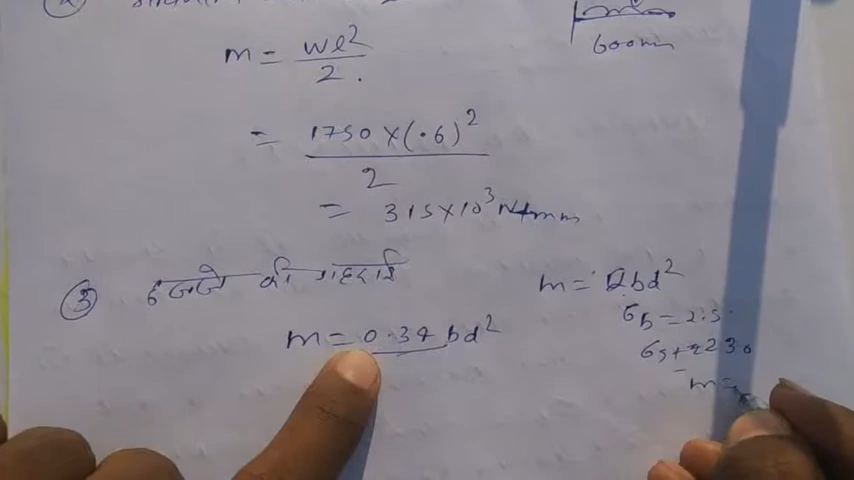 600mm
m = wl²/2.
= 1750 × (.6)²/2
= 315×10³ N-mm
③ छज्जे की गहराई
m = Qbd²
m = 0.34 bd²
σb = 2.5
σst = 230
m =